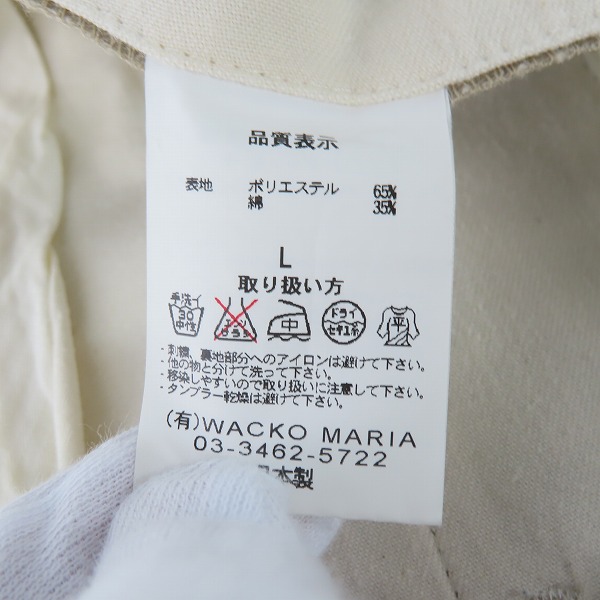 品質表示
表地 ポリエステル 65%
綿 35%
L
取り扱い方
手洗イ 30 中性 エンソサラシ 中 ドライ セキユ系 平
・刺繍、裏地部分へのアイロンは避けて下さい。
・他の物と分けて洗って下さい。
・移染しやすいので取り扱いに注意して下さい。
・タンブラー乾燥は避けて下さい。
(有)WACKO MARIA
03-3462-5722
日本製